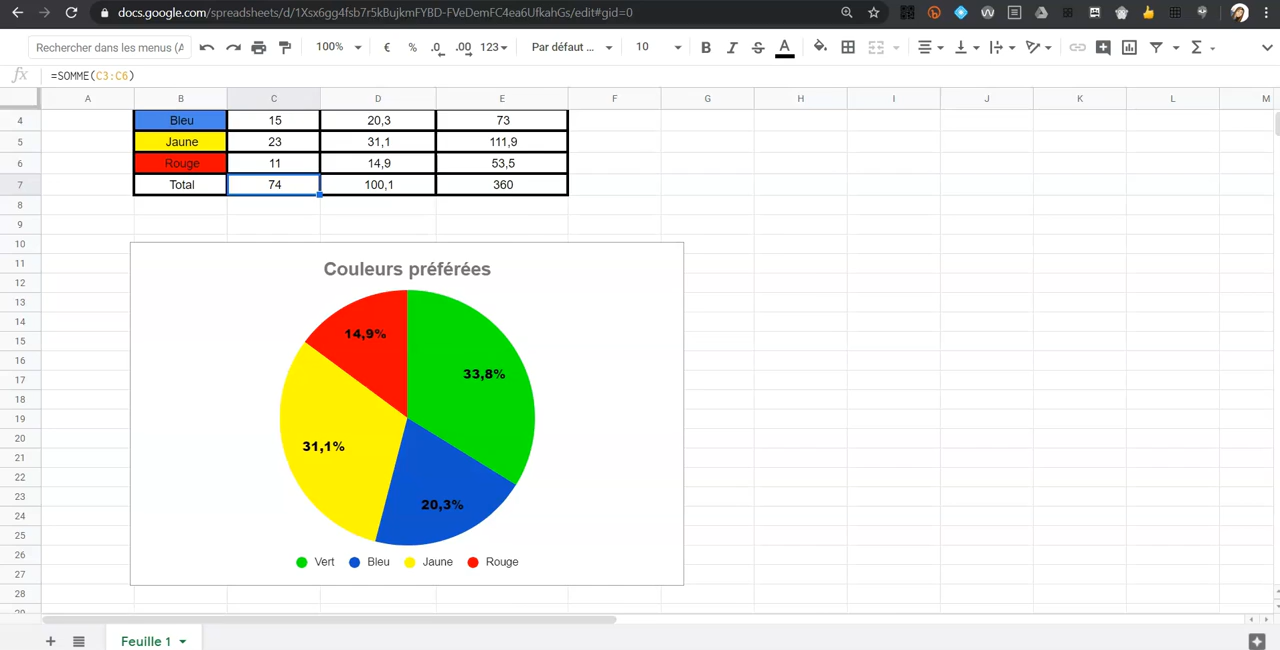 docs.google.com/spreadsheets/d/1Xsx6gg4fsb7r5kBujkmFYBD-FVeDemFC4ea6UfkahGs/edit#gid=0
Rechercher dans les menus (A 100% € % .0 .00 123 Par défaut ... 10 B I S A Σ
fx =SOMME(C3:C6)
A B C D E F G H I J K L M
4 Bleu 15 20,3 73
5 Jaune 23 31,1 111,9
6 Rouge 11 14,9 53,5
7 Total 74 100,1 360
8
9
10
11
12
13
14
15
16
17
18
19
20
21
22
23
24
25
26
27
28
29
Couleurs préférées
14,9%
33,8%
31,1%
20,3%
Vert Bleu Jaune Rouge
+ Feuille 1